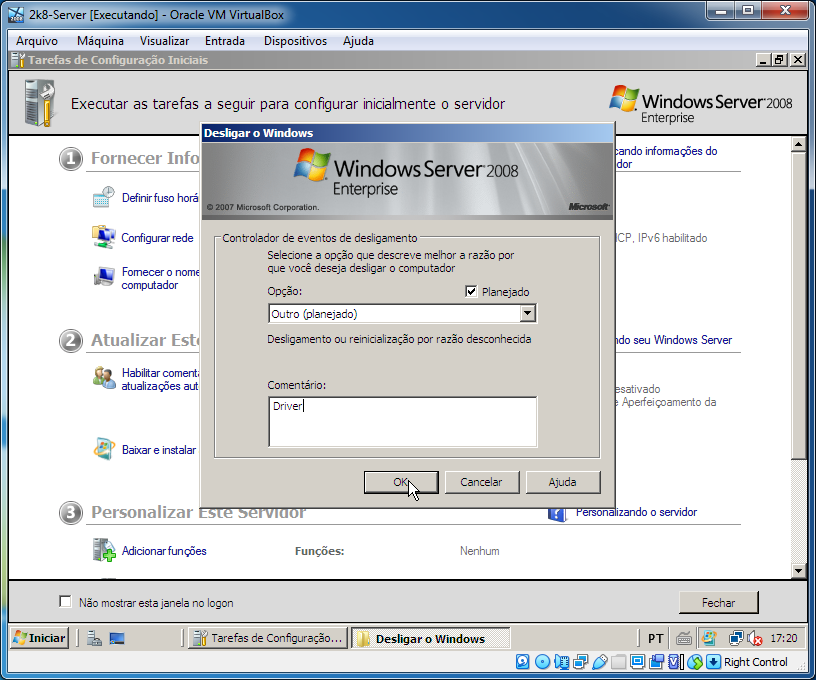 2k8-Server [Executando] - Oracle VM VirtualBox
Arquivo Máquina Visualizar Entrada Dispositivos Ajuda
Tarefas de Configuração Iniciais
Executar as tarefas a seguir para configurar inicialmente o servidor
Windows Server 2008
Enterprise
Desligar o Windows
Windows Server 2008
Enterprise
© 2007 Microsoft Corporation.
Microsoft
Controlador de eventos de desligamento
Selecione a opção que descreve melhor a razão por
que você deseja desligar o computador
Opção:
Planejado
Outro (planejado)
Desligamento ou reinicialização por razão desconhecida
Comentário:
Driver
OK Cancelar Ajuda
1 Fornecer Info
cando informações do
dor
Definir fuso horá
Configurar rede
HCP, IPv6 habilitado
Fornecer o nome
computador
2 Atualizar Este
ndo seu Windows Server
Habilitar comenta
atualizações aut
esativado
e Aperfeiçoamento da
Baixar e instalar
3 Personalizar Este Servidor
Personalizando o servidor
Adicionar funções Funções: Nenhum
Não mostrar esta janela no logon
Fechar
Iniciar Tarefas de Configuração... Desligar o Windows PT 17:20
Right Control